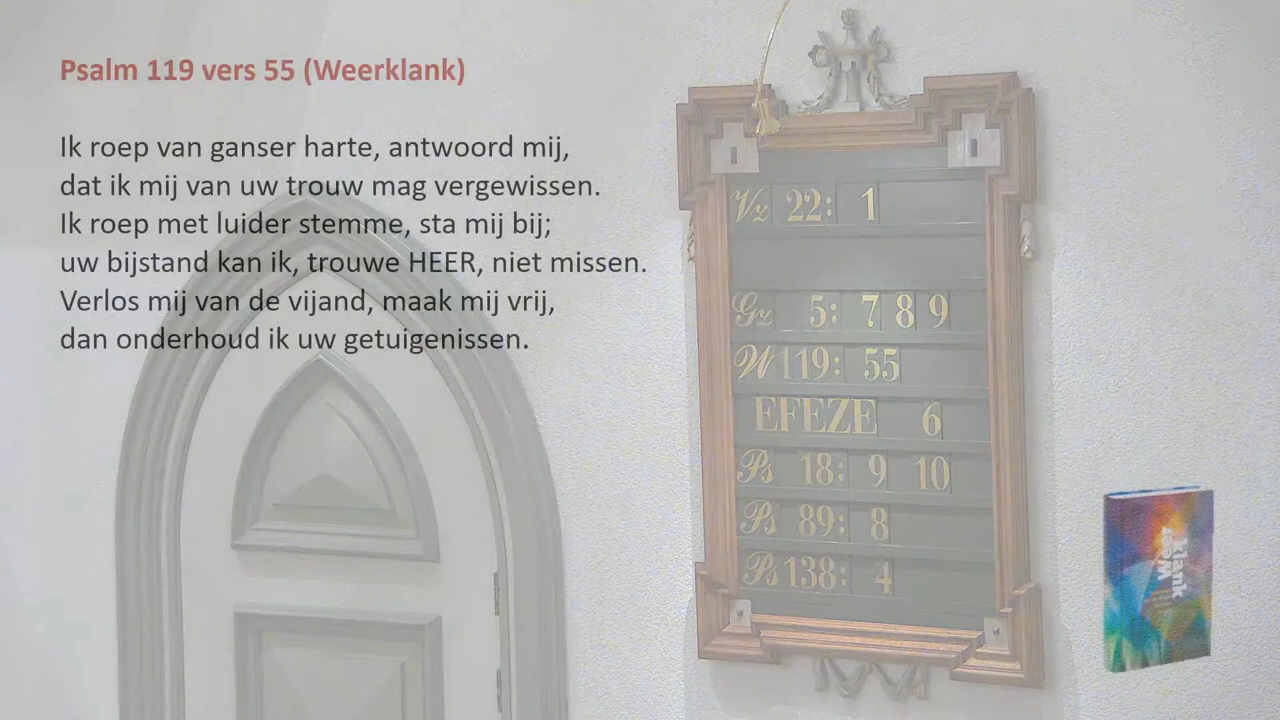 Psalm 119 vers 55 (Weerklank)
Ik roep van ganser harte, antwoord mij,
dat ik mij van uw trouw mag vergewissen.
Ik roep met luider stemme, sta mij bij;
uw bijstand kan ik, trouwe HEER, niet missen.
Verlos mij van de vijand, maak mij vrij,
dan onderhoud ik uw getuigenissen.
Vz 22: 1
Gz 5: 7 8 9
W 119: 55
EFEZE 6
Ps 18: 9 10
Ps 89: 8
Ps 138: 4
Weer
klank